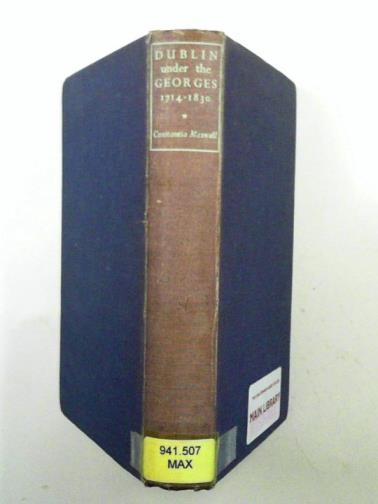 DUBLIN
under the
GEORGES
1714-1830
Constantia Maxwell
941.507
MAX
MAIN LIBRARY